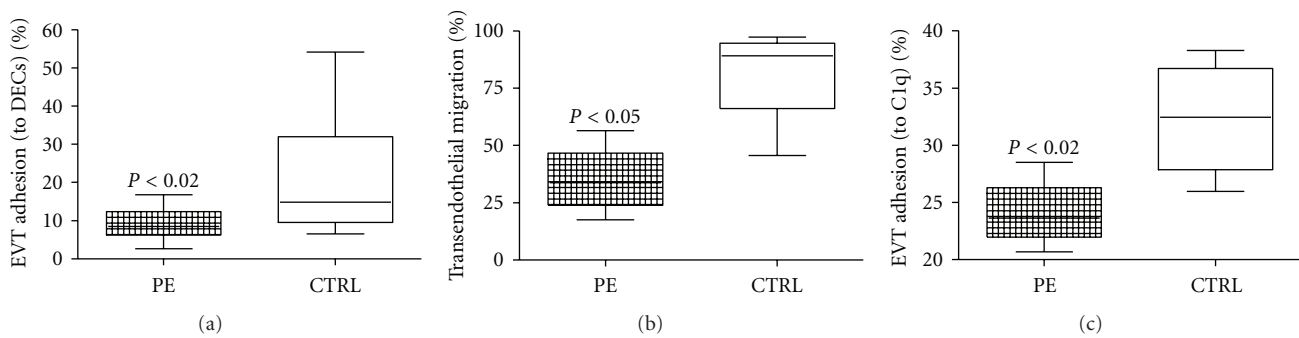 EVT adhesion (to DECs) (%)
60
50
40
30
20
10
0
P < 0.02
PE
CTRL
(a)
Transendothelial migration (%)
100
75
50
25
0
P < 0.05
PE
CTRL
(b)
EVT adhesion (to C1q) (%)
40
35
30
25
20
P < 0.02
PE
CTRL
(c)